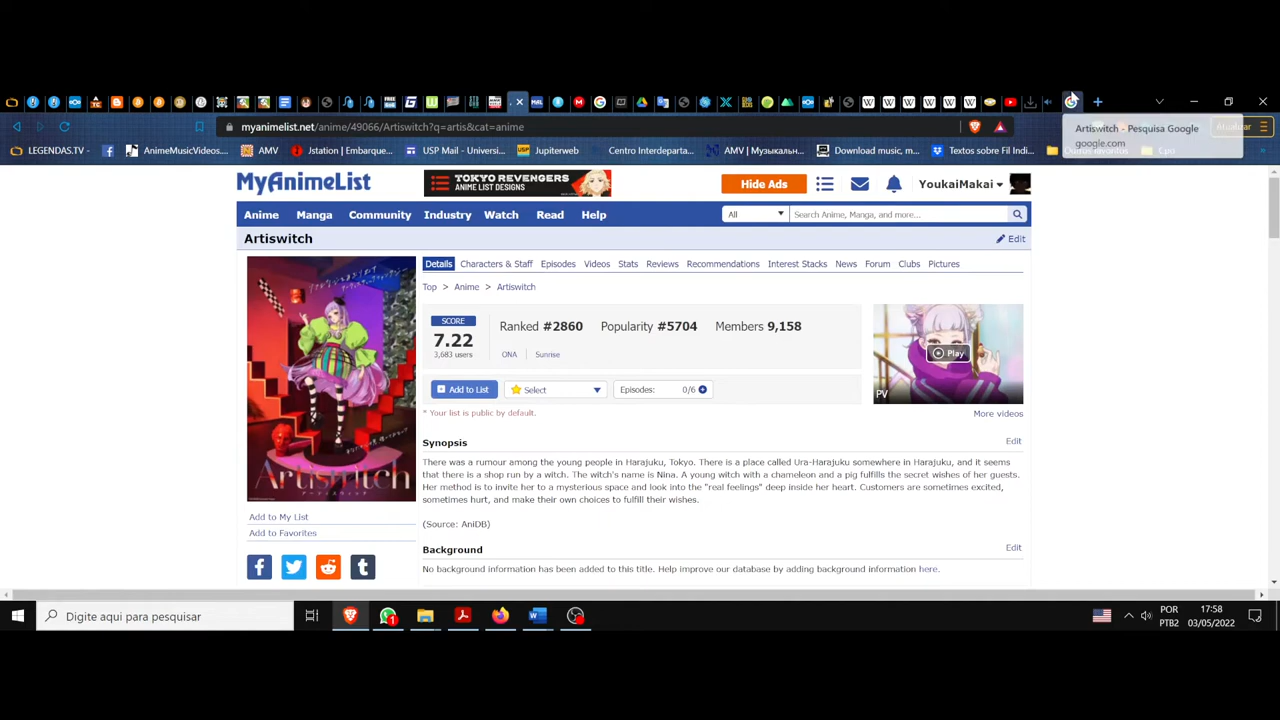 myanimelist.net/anime/49066/Artiswitch?q=artis&cat=anime
Artiswitch - Pesquisa Google
google.com
LEGENDAS.TV AnimeMusicVideos... AMV Jstation | Embarque... USP Mail - Universi... Jupiterweb Centro Interdeparta... AMV | Музыкальн... Download music, m... Textos sobre Fil Indi...
MyAnimeList
TOKYO REVENGERS
ANIME LIST DESIGNS
Hide Ads
YoukaiMakai
Anime Manga Community Industry Watch Read Help
All Search Anime, Manga, and more...
Artiswitch Edit
Details Characters & Staff Episodes Videos Stats Reviews Recommendations Interest Stacks News Forum Clubs Pictures
Top > Anime > Artiswitch
SCORE
7.22
3,683 users
Ranked #2860 Popularity #5704 Members 9,158
ONA Sunrise
Play
PV
Add to List Select Episodes: 0/6
* Your list is public by default.
More videos
Synopsis Edit
There was a rumour among the young people in Harajuku, Tokyo. There is a place called Ura-Harajuku somewhere in Harajuku, and it seems
that there is a shop run by a witch. The witch's name is Nina. A young witch with a chameleon and a pig fulfills the secret wishes of her guests.
Her method is to invite her to a mysterious space and look into the "real feelings" deep inside her heart. Customers are sometimes excited,
sometimes hurt, and make their own choices to fulfill their wishes.
(Source: AniDB)
Background Edit
No background information has been added to this title. Help improve our database by adding background information here.
Artiswitch
Add to My List
Add to Favorites
Digite aqui para pesquisar
POR
PTB2
17:58
03/05/2022